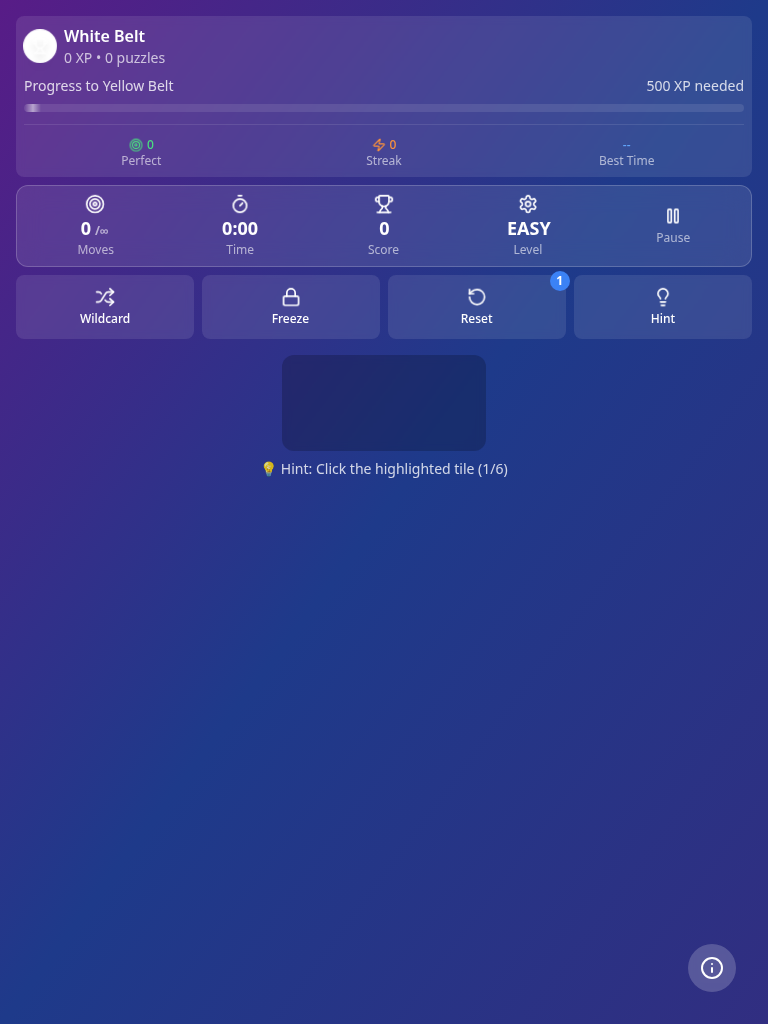 White Belt
0 XP • 0 puzzles
Progress to Yellow Belt
500 XP needed
0
Perfect
0
Streak
--
Best Time
0 /∞
Moves
0:00
Time
0
Score
EASY
Level
Pause
Wildcard
Freeze
1
Reset
Hint
💡 Hint: Click the highlighted tile (1/6)